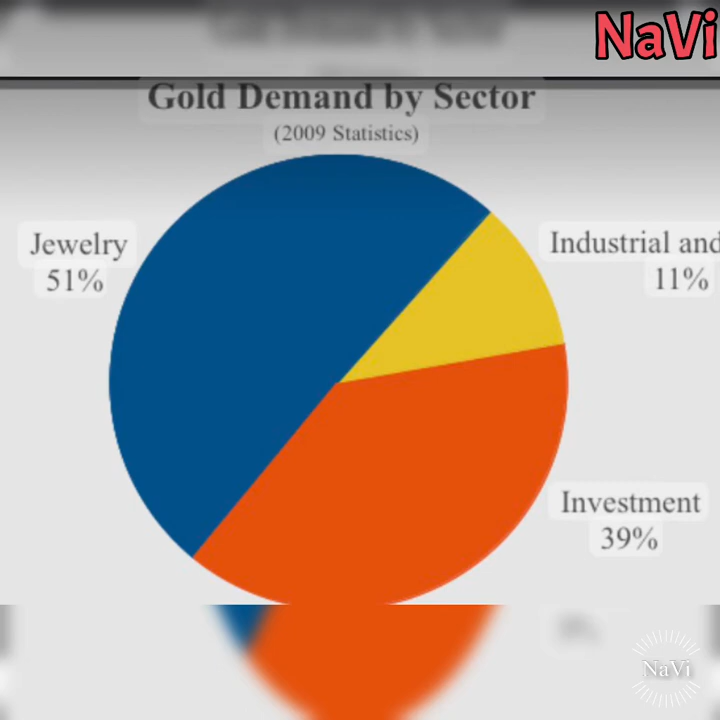 NaVi
Gold Demand by Sector
(2009 Statistics)
Jewelry
51%
Industrial and
11%
Investment
39%
NaVi